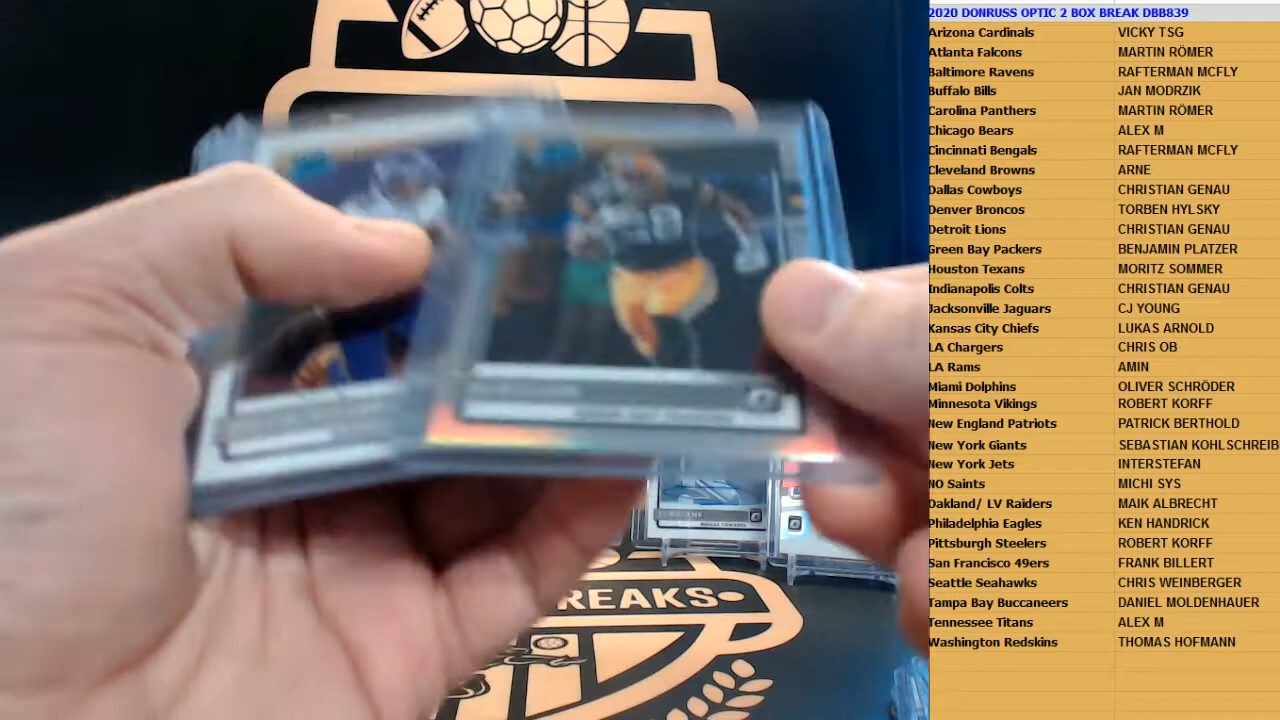 2020 DONRUSS OPTIC 2 BOX BREAK DBB839
Arizona Cardinals VICKY TSG
Atlanta Falcons MARTIN RÖMER
Baltimore Ravens RAFTERMAN MCFLY
Buffalo Bills JAN MODRZIK
Carolina Panthers MARTIN RÖMER
Chicago Bears ALEX M
Cincinnati Bengals RAFTERMAN MCFLY
Cleveland Browns ARNE
Dallas Cowboys CHRISTIAN GENAU
Denver Broncos TORBEN HYLSKY
Detroit Lions CHRISTIAN GENAU
Green Bay Packers BENJAMIN PLATZER
Houston Texans MORITZ SOMMER
Indianapolis Colts CHRISTIAN GENAU
Jacksonville Jaguars CJ YOUNG
Kansas City Chiefs LUKAS ARNOLD
LA Chargers CHRIS OB
LA Rams AMIN
Miami Dolphins OLIVER SCHRÖDER
Minnesota Vikings ROBERT KORFF
New England Patriots PATRICK BERTHOLD
New York Giants SEBASTIAN KOHLSCHREIB
New York Jets INTERSTEFAN
NO Saints MICHI SYS
Oakland/ LV Raiders MAIK ALBRECHT
Philadelphia Eagles KEN HANDRICK
Pittsburgh Steelers ROBERT KORFF
San Francisco 49ers FRANK BILLERT
Seattle Seahawks CHRIS WEINBERGER
Tampa Bay Buccaneers DANIEL MOLDENHAUER
Tennessee Titans ALEX M
Washington Redskins THOMAS HOFMANN
REAKS